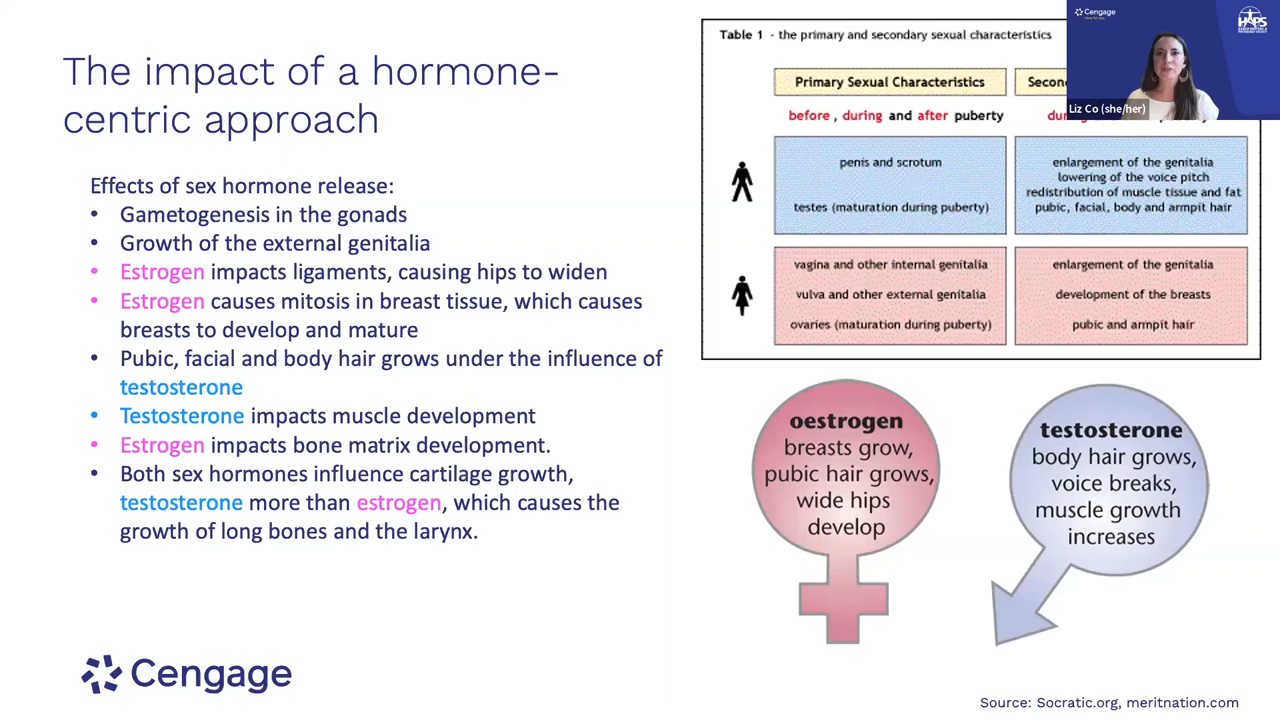 The impact of a hormone-
centric approach
Effects of sex hormone release:
• Gametogenesis in the gonads
• Growth of the external genitalia
• Estrogen impacts ligaments, causing hips to widen
• Estrogen causes mitosis in breast tissue, which causes
breasts to develop and mature
• Pubic, facial and body hair grows under the influence of
testosterone
• Testosterone impacts muscle development
• Estrogen impacts bone matrix development.
• Both sex hormones influence cartilage growth,
testosterone more than estrogen, which causes the
growth of long bones and the larynx.
Cengage
Table 1 - the primary and secondary sexual characteristics
Primary Sexual Characteristics
before, during and after puberty
penis and scrotum
testes (maturation during puberty)
enlargement of the genitalia
lowering of the voice pitch
redistribution of muscle tissue and fat
pubic, facial, body and armpit hair
vagina and other internal genitalia
vulva and other external genitalia
ovaries (maturation during puberty)
enlargement of the genitalia
development of the breasts
pubic and armpit hair
oestrogen
breasts grow,
pubic hair grows,
wide hips
develop
testosterone
body hair grows,
voice breaks,
muscle growth
increases
Source: Socratic.org, meritnation.com
Cengage
HAPS
Liz Co (she/her)